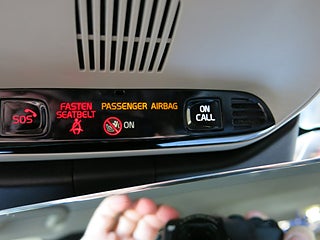 SOS
FASTEN
SEATBELT
PASSENGER AIRBAG
ON
ON
CALL